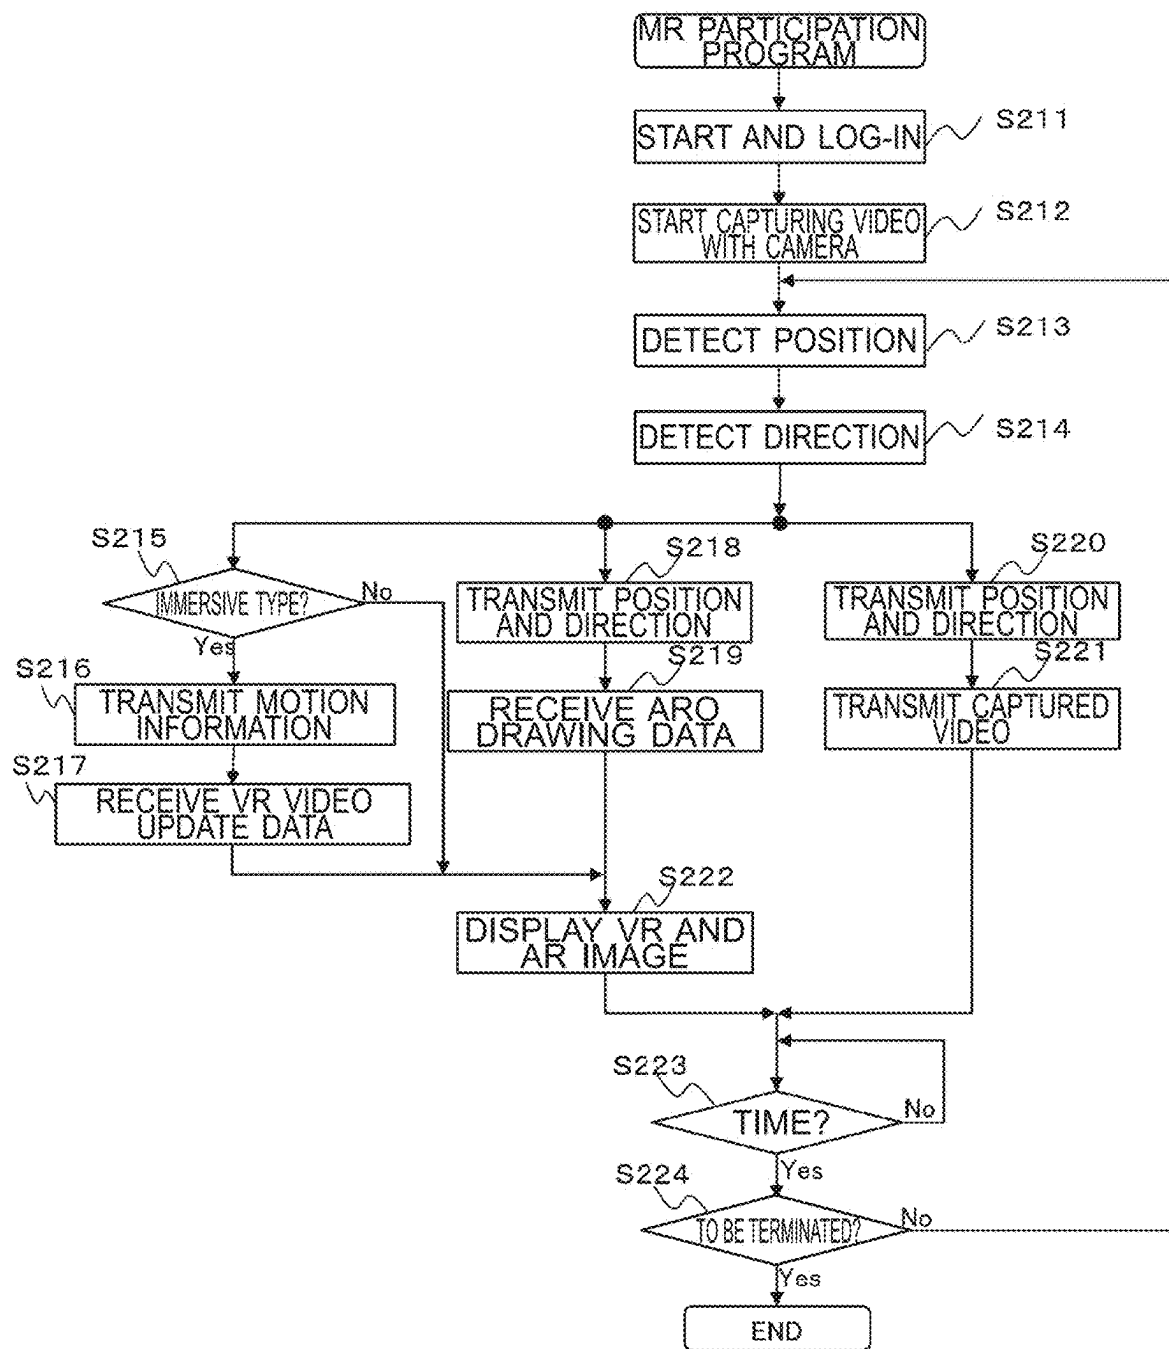 MR PARTICIPATION
PROGRAM
START AND LOG-IN
S211
START CAPTURING VIDEO
WITH CAMERA
S212
DETECT POSITION
S213
DETECT DIRECTION
S214
S215
IMMERSIVE TYPE?
No
Yes
S216
TRANSMIT MOTION
INFORMATION
S217
RECEIVE VR VIDEO
UPDATE DATA
S218
TRANSMIT POSITION
AND DIRECTION
S219
RECEIVE ARO
DRAWING DATA
S220
TRANSMIT POSITION
AND DIRECTION
S221
TRANSMIT CAPTURED
VIDEO
S222
DISPLAY VR AND
AR IMAGE
S223
TIME?
No
Yes
S224
TO BE TERMINATED?
No
Yes
END